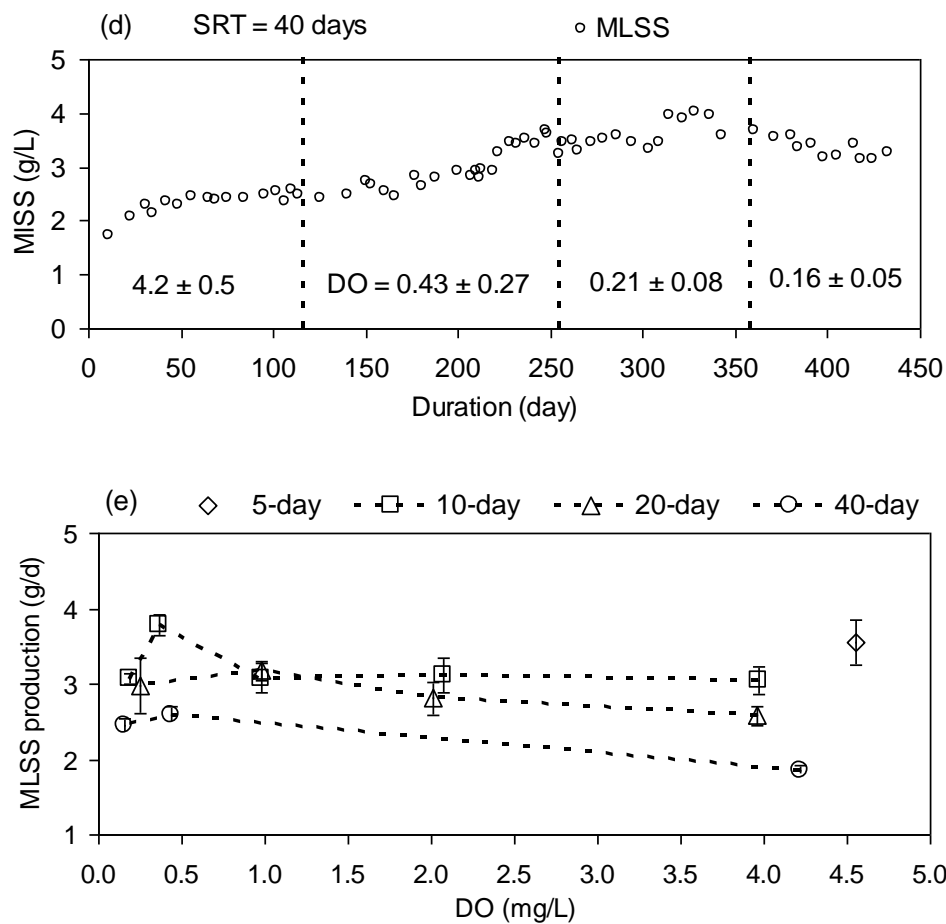 (d) SRT = 40 days MLSS
5
4
3
2
1
0
MISS (g/L)
4.2 ± 0.5 DO = 0.43 ± 0.27 0.21 ± 0.08 0.16 ± 0.05
0 50 100 150 200 250 300 350 400 450
Duration (day)
(e) 5-day 10-day 20-day 40-day
5
4
3
2
1
MLSS production (g/d)
0.0 0.5 1.0 1.5 2.0 2.5 3.0 3.5 4.0 4.5 5.0
DO (mg/L)